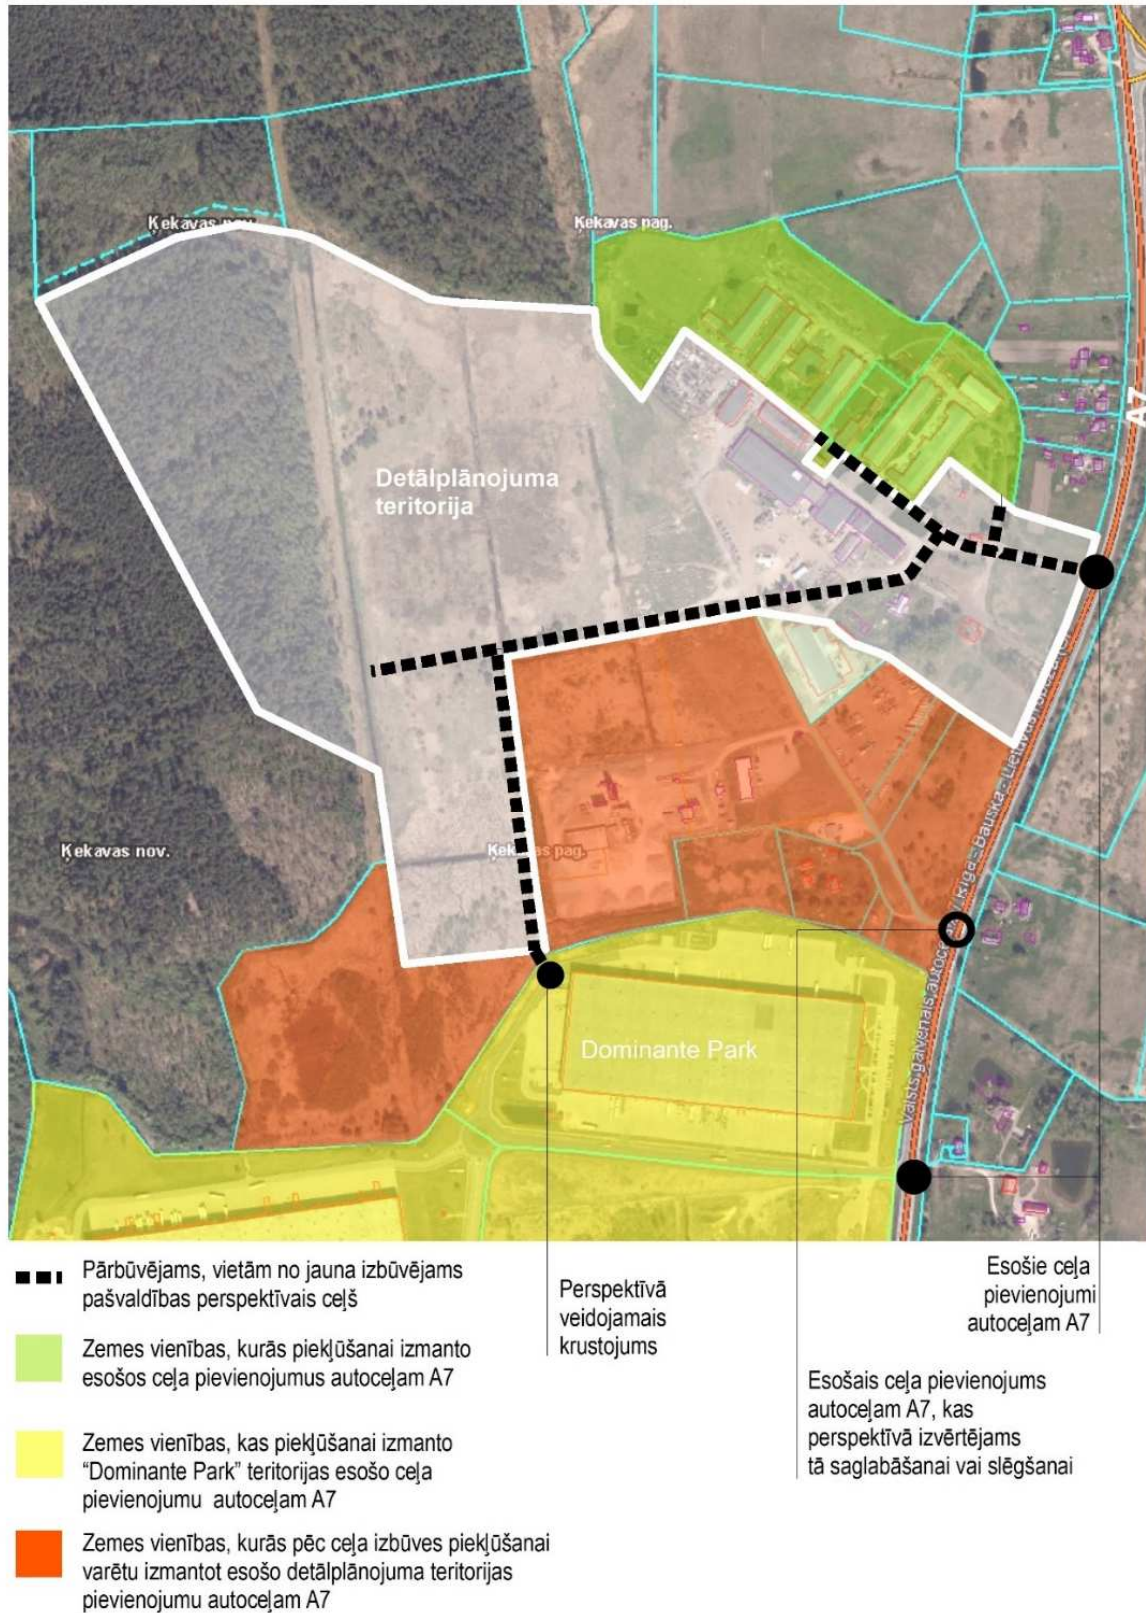 Ķekavas nov.
Ķekavas pag.
A7
Detālplānojuma
teritorija
Ķekavas nov.
Ķekavas pag.
Valsts galvenais autoceļš
Bauska - Lietuvas
Dominante Park
Pārbūvējams, vietām no jauna izbūvējams
pašvaldības perspektīvais ceļš
Zemes vienības, kurās piekļūšanai izmanto
esošos ceļa pievienojumus autoceļam A7
Zemes vienības, kas piekļūšanai izmanto
“Dominante Park” teritorijas esošo ceļa
pievienojumu autoceļam A7
Zemes vienības, kurās pēc ceļa izbūves piekļūšanai
varētu izmantot esošo detālplānojuma teritorijas
pievienojumu autoceļam A7
Perspektīvā
veidojamais
krustojums
Esošie ceļa
pievienojumi
autoceļam A7
Esošais ceļa pievienojums
autoceļam A7, kas
perspektīvā izvērtējams
tā saglabāšanai vai slēgšanai